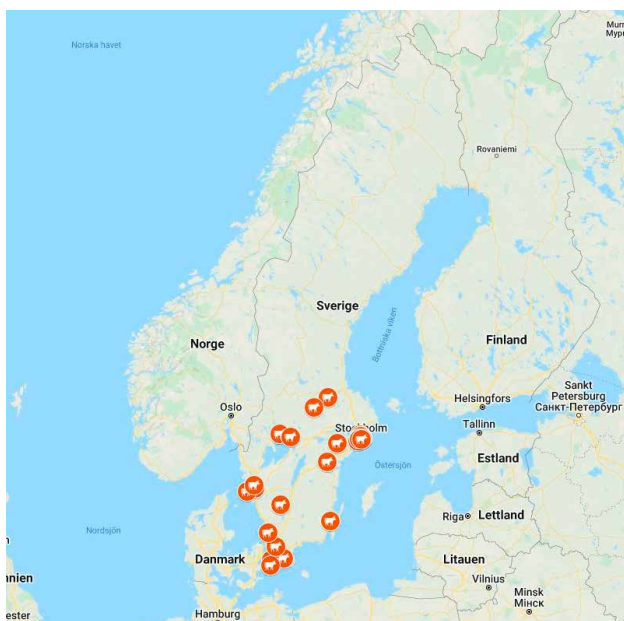 Norska havet
Murm
Мурм
Rovaniemi
Sverige
Bottniska viken
Norge
Finland
Oslo
Helsingfors
Sankt
Petersburg
Санкт-Петербург
Stockholm
Tallinn
Estland
Östersjön
Riga
Lettland
Nordsjön
Danmark
Litauen
nnien
Vilnius
Minsk
Мінск
ester
Hamburg